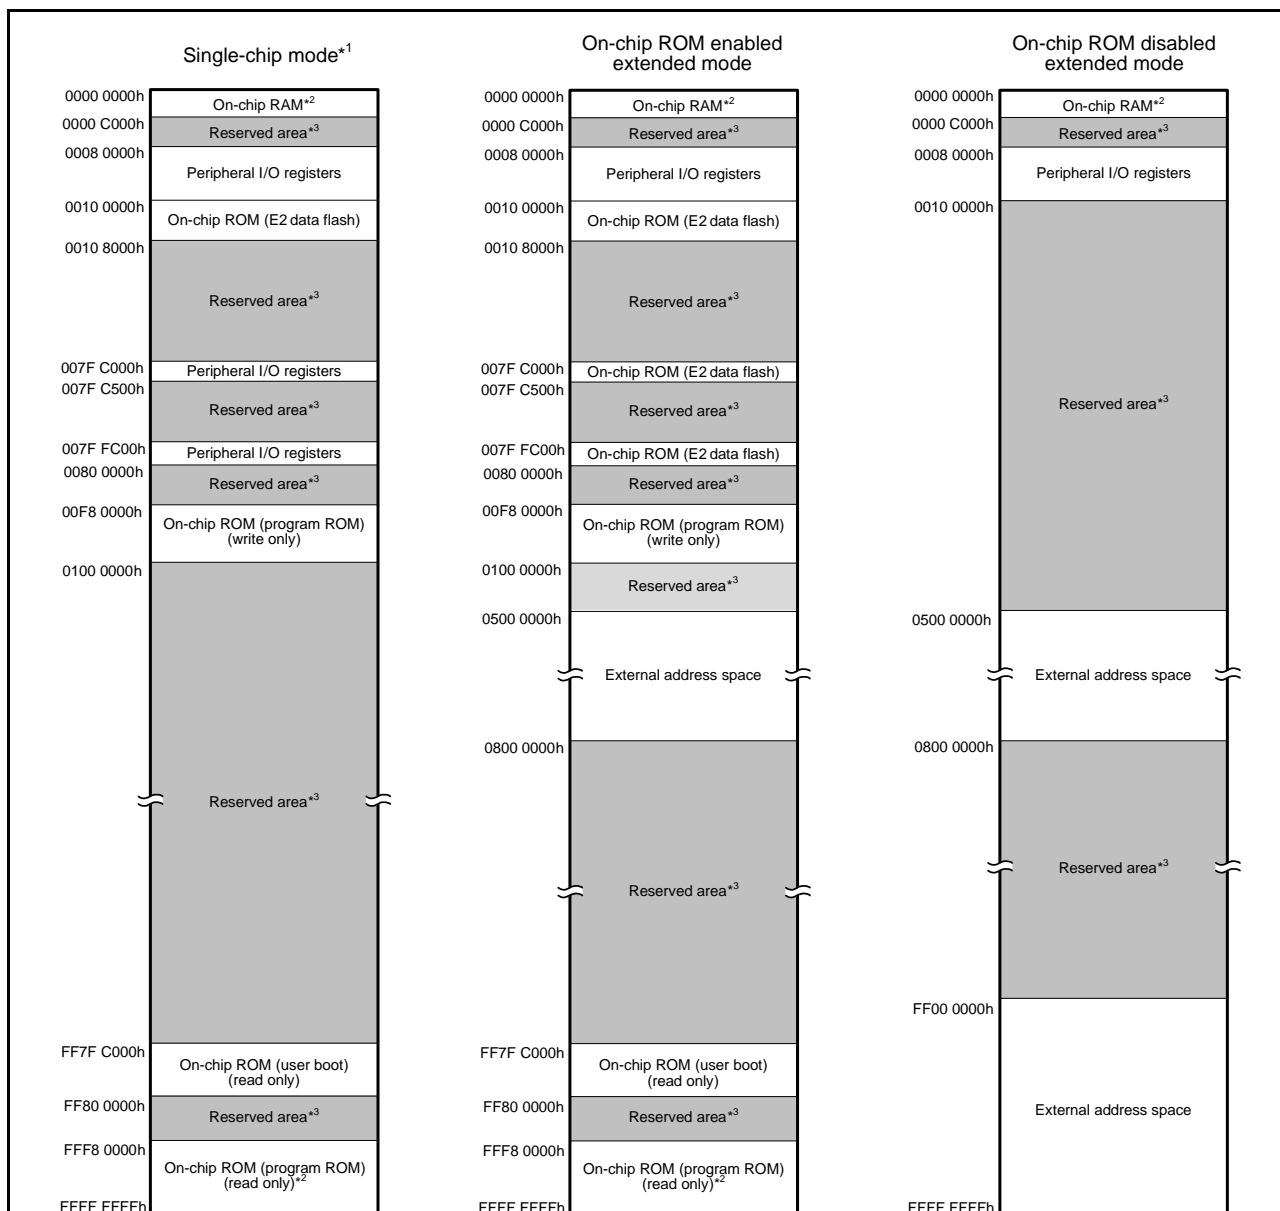 Single-chip mode*1
0000 0000h
On-chip RAM*2
0000 C000h
Reserved area*3
0008 0000h
Peripheral I/O registers
0010 0000h
On-chip ROM (E2 data flash)
0010 8000h
Reserved area*3
007F C000h
Peripheral I/O registers
007F C500h
Reserved area*3
007F FC00h
Peripheral I/O registers
0080 0000h
Reserved area*3
00F8 0000h
On-chip ROM (program ROM)
(write only)
0100 0000h
Reserved area*3
FF7F C000h
On-chip ROM (user boot)
(read only)
FF80 0000h
Reserved area*3
FFF8 0000h
On-chip ROM (program ROM)
(read only)*2
FFFF FFFFh
On-chip ROM enabled
extended mode
0000 0000h
On-chip RAM*2
0000 C000h
Reserved area*3
0008 0000h
Peripheral I/O registers
0010 0000h
On-chip ROM (E2 data flash)
0010 8000h
Reserved area*3
007F C000h
On-chip ROM (E2 data flash)
007F C500h
Reserved area*3
007F FC00h
On-chip ROM (E2 data flash)
0080 0000h
Reserved area*3
00F8 0000h
On-chip ROM (program ROM)
(write only)
0100 0000h
Reserved area*3
0500 0000h
External address space
0800 0000h
Reserved area*3
FF7F C000h
On-chip ROM (user boot)
(read only)
FF80 0000h
Reserved area*3
FFF8 0000h
On-chip ROM (program ROM)
(read only)*2
FFFF FFFFh
On-chip ROM disabled
extended mode
0000 0000h
On-chip RAM*2
0000 C000h
Reserved area*3
0008 0000h
Peripheral I/O registers
0010 0000h
Reserved area*3
0500 0000h
External address space
0800 0000h
Reserved area*3
FF00 0000h
External address space
FFFF FFFFh